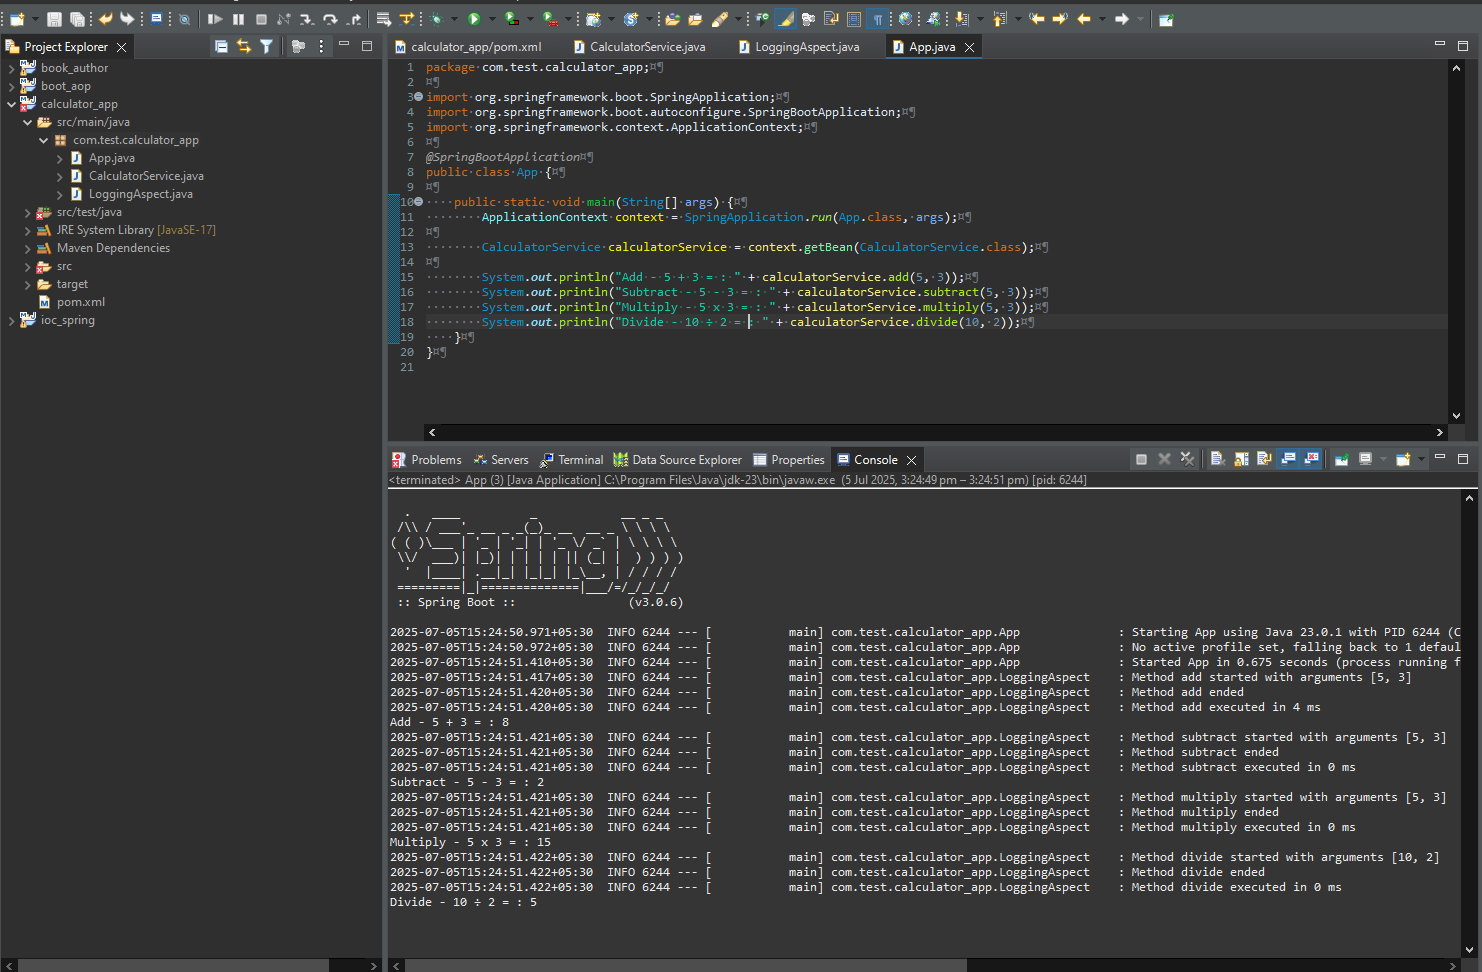 Project Explorer
book_author
boot_aop
calculator_app
src/main/java
com.test.calculator_app
App.java
CalculatorService.java
LoggingAspect.java
src/test/java
JRE System Library [JavaSE-17]
Maven Dependencies
src
target
pom.xml
ioc_spring
calculator_app/pom.xml CalculatorService.java LoggingAspect.java App.java
1 package com.test.calculator_app;
2
3 import org.springframework.boot.SpringApplication;
4 import org.springframework.boot.autoconfigure.SpringBootApplication;
5 import org.springframework.context.ApplicationContext;
6
7 @SpringBootApplication
8 public class App {
9
10 public static void main(String[] args) {
11 ApplicationContext context = SpringApplication.run(App.class, args);
12
13 CalculatorService calculatorService = context.getBean(CalculatorService.class);
14
15 System.out.println("Add - 5 + 3 = : " + calculatorService.add(5, 3));
16 System.out.println("Subtract - 5 - 3 = : " + calculatorService.subtract(5, 3));
17 System.out.println("Multiply - 5 x 3 = : " + calculatorService.multiply(5, 3));
18 System.out.println("Divide - 10 ÷ 2 = : " + calculatorService.divide(10, 2));
19 }
20 }
21
Problems Servers Terminal Data Source Explorer Properties Console
<terminated> App (3) [Java Application] C:\Program Files\Java\jdk-23\bin\javaw.exe (5 Jul 2025, 3:24:49 pm – 3:24:51 pm) [pid: 6244]
Spring
:: Spring Boot :: (v3.0.6)
2025-07-05T15:24:50.971+05:30 INFO 6244 --- [ main] com.test.calculator_app.App : Starting App using Java 23.0.1 with PID 6244 (C
2025-07-05T15:24:50.972+05:30 INFO 6244 --- [ main] com.test.calculator_app.App : No active profile set, falling back to 1 defaul
2025-07-05T15:24:51.410+05:30 INFO 6244 --- [ main] com.test.calculator_app.App : Started App in 0.675 seconds (process running f
2025-07-05T15:24:51.417+05:30 INFO 6244 --- [ main] com.test.calculator_app.LoggingAspect : Method add started with arguments [5, 3]
2025-07-05T15:24:51.420+05:30 INFO 6244 --- [ main] com.test.calculator_app.LoggingAspect : Method add ended
2025-07-05T15:24:51.420+05:30 INFO 6244 --- [ main] com.test.calculator_app.LoggingAspect : Method add executed in 4 ms
Add - 5 + 3 = : 8
2025-07-05T15:24:51.421+05:30 INFO 6244 --- [ main] com.test.calculator_app.LoggingAspect : Method subtract started with arguments [5, 3]
2025-07-05T15:24:51.421+05:30 INFO 6244 --- [ main] com.test.calculator_app.LoggingAspect : Method subtract ended
2025-07-05T15:24:51.421+05:30 INFO 6244 --- [ main] com.test.calculator_app.LoggingAspect : Method subtract executed in 0 ms
Subtract - 5 - 3 = : 2
2025-07-05T15:24:51.421+05:30 INFO 6244 --- [ main] com.test.calculator_app.LoggingAspect : Method multiply started with arguments [5, 3]
2025-07-05T15:24:51.421+05:30 INFO 6244 --- [ main] com.test.calculator_app.LoggingAspect : Method multiply ended
2025-07-05T15:24:51.421+05:30 INFO 6244 --- [ main] com.test.calculator_app.LoggingAspect : Method multiply executed in 0 ms
Multiply - 5 x 3 = : 15
2025-07-05T15:24:51.422+05:30 INFO 6244 --- [ main] com.test.calculator_app.LoggingAspect : Method divide started with arguments [10, 2]
2025-07-05T15:24:51.422+05:30 INFO 6244 --- [ main] com.test.calculator_app.LoggingAspect : Method divide ended
2025-07-05T15:24:51.422+05:30 INFO 6244 --- [ main] com.test.calculator_app.LoggingAspect : Method divide executed in 0 ms
Divide - 10 ÷ 2 = : 5